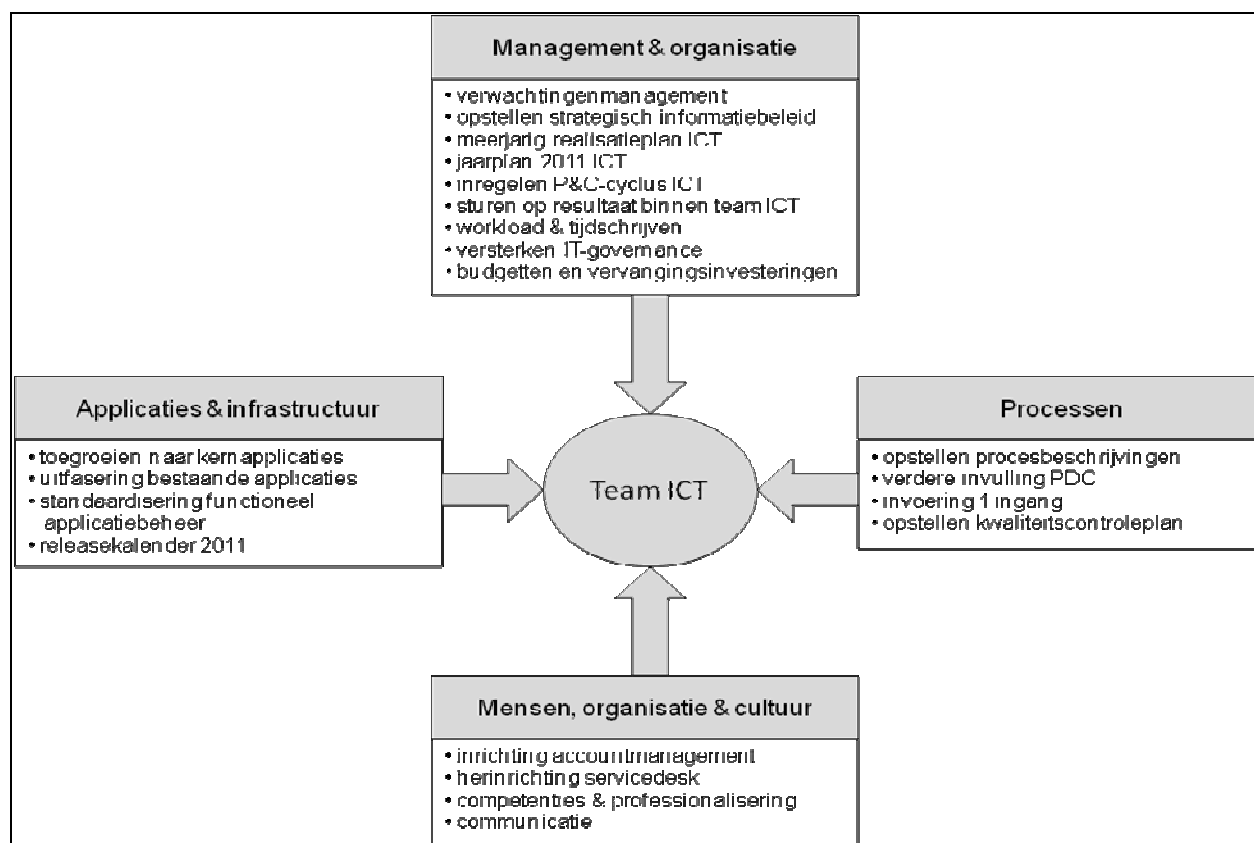 Management & organisatie
• verwachtingenmanagement
• opstellen strategisch informatiebeleid
• meerjarig realisatieplan ICT
• jaarplan 2011 ICT
• inregelen P&C-cyclus ICT
• sturen op resultaat binnen team ICT
• workload & tijdschrijven
• versterken IT-governance
• budgetten en vervangingsinvesteringen
Applicaties & infrastructuur
• toegroeien naar kernapplicaties
• uitfasering bestaande applicaties
• standaardisering functioneel
applicatiebeheer
• releasekalender 2011
Team ICT
Processen
• opstellen procesbeschrijvingen
• verdere invulling PDC
• invoering 1 ingang
• opstellen kwaliteitscontroleplan
Mensen, organisatie & cultuur
• inrichting accountmanagement
• herinrichting servicedesk
• competenties & professionalisering
• communicatie